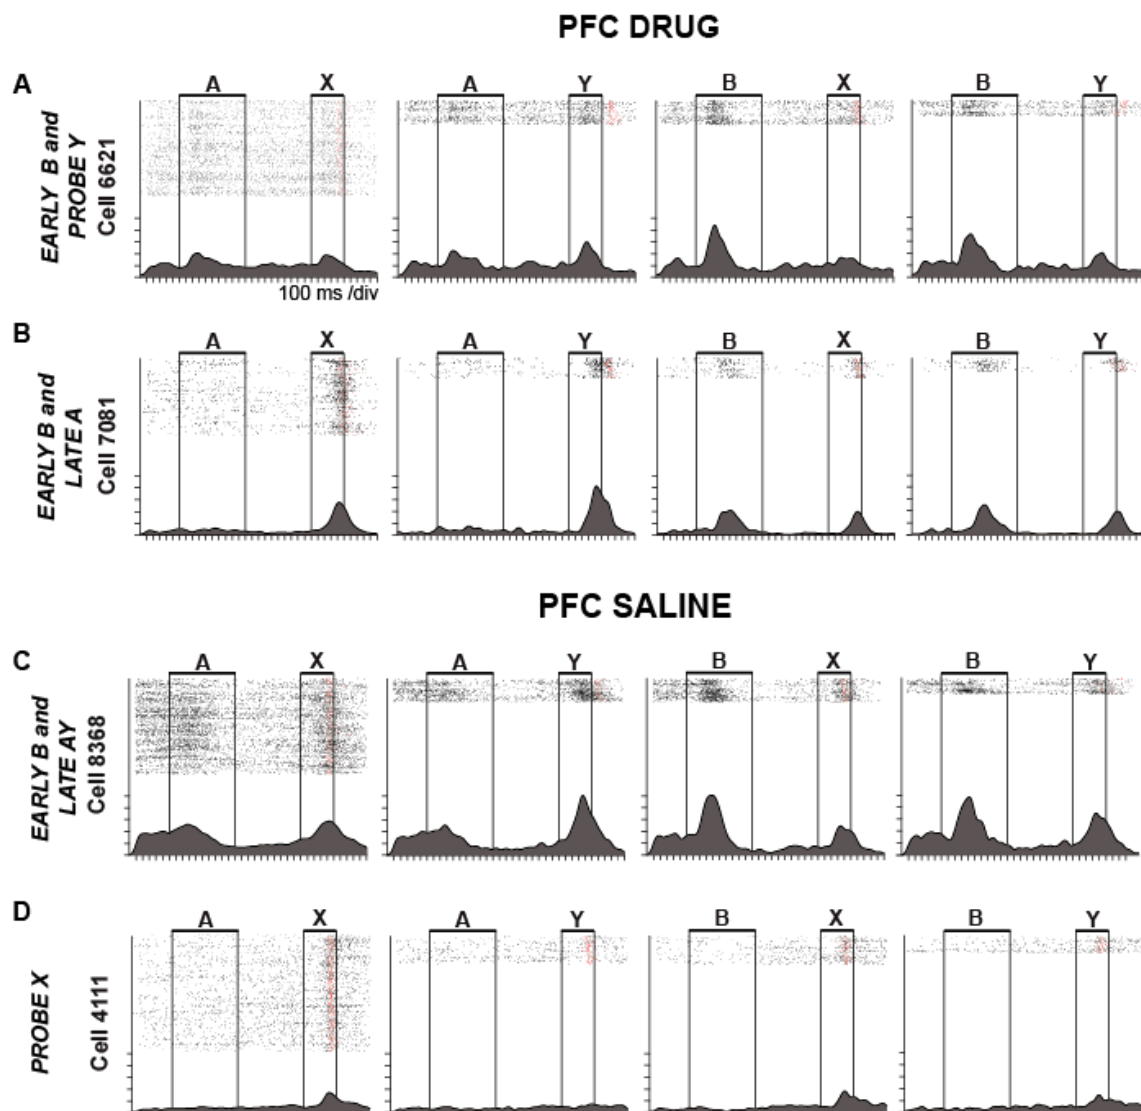 PFC DRUG
A
EARLY B and
PROBE Y
Cell 6621
A X
A Y
B X
B Y
100 ms /div
B
EARLY B and
LATE A
Cell 7081
A X
A Y
B X
B Y
PFC SALINE
C
EARLY B and
LATE AY
Cell 8368
A X
A Y
B X
B Y
D
PROBE X
Cell 4111
A X
A Y
B X
B Y